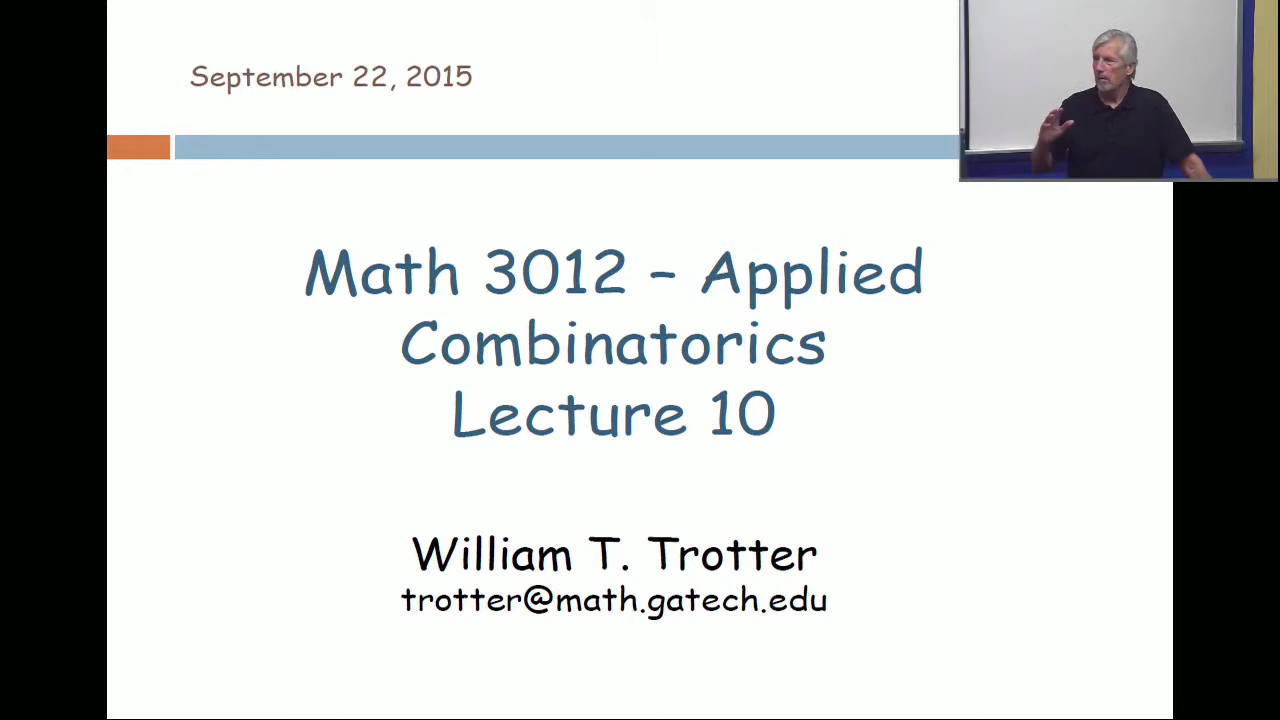 September 22, 2015
Math 3012 – Applied
Combinatorics
Lecture 10
William T. Trotter
trotter@math.gatech.edu